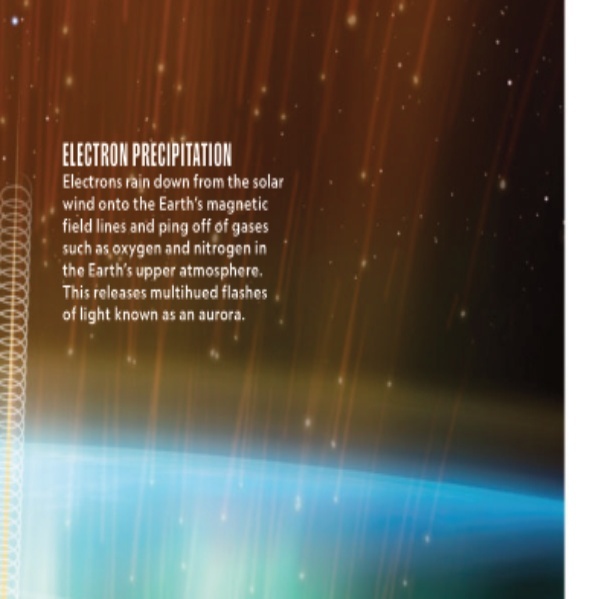 ELECTRON PRECIPITATION
Electrons rain down from the solar
wind onto the Earth's magnetic
field lines and ping off of gases
such as oxygen and nitrogen in
the Earth's upper atmosphere.
This releases multihued flashes
of light known as an aurora.